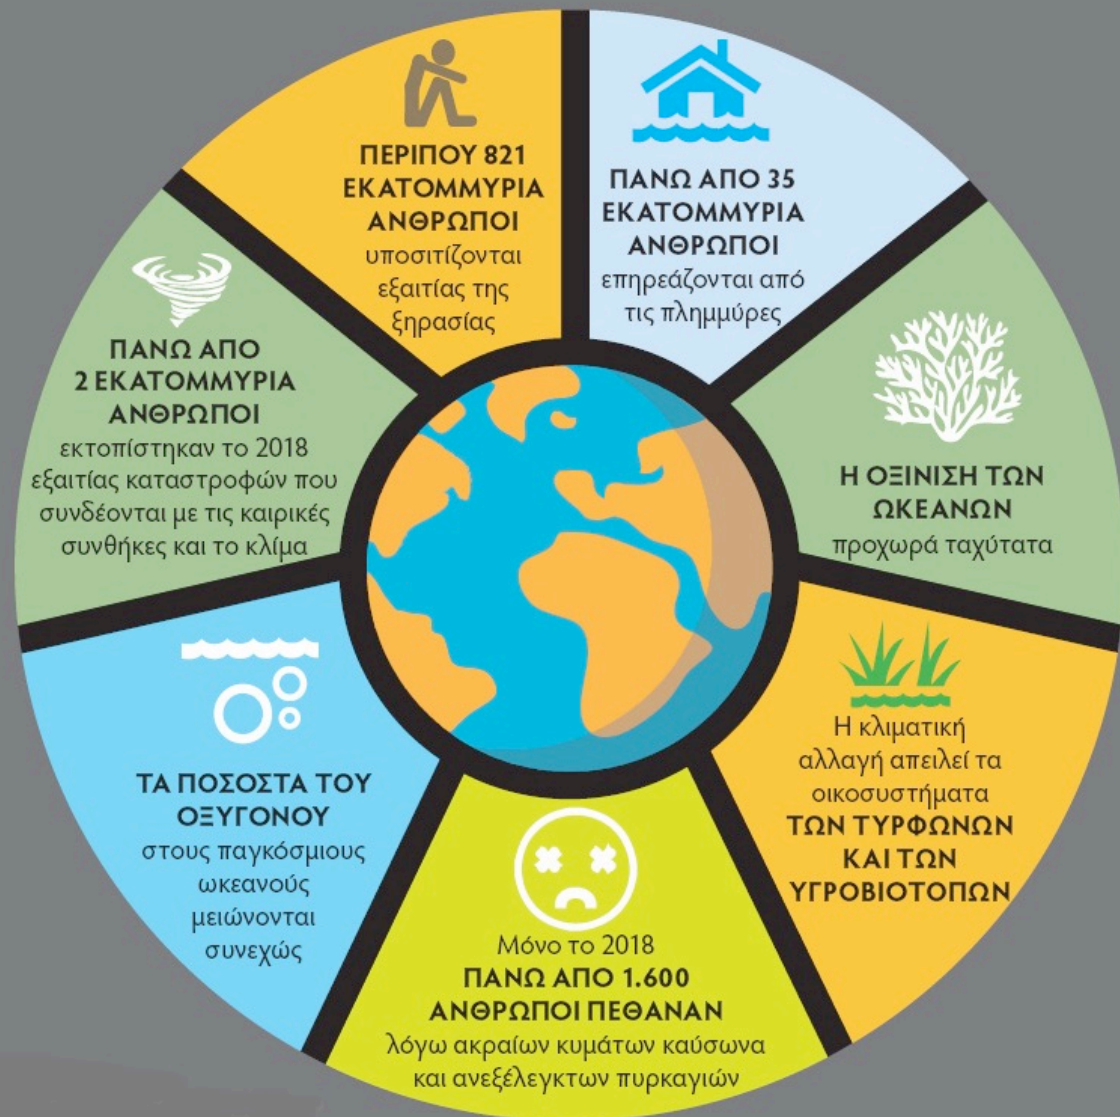 ΠΕΡΙΠΟΥ 821
ΕΚΑΤΟΜΜΥΡΙΑ
ΑΝΘΡΩΠΟΙ
υποσιτίζονται
εξαιτίας της
ξηρασίας
ΠΑΝΩ ΑΠΟ 35
ΕΚΑΤΟΜΜΥΡΙΑ
ΑΝΘΡΩΠΟΙ
επηρεάζονται από
τις πλημμύρες
Η ΟΞΙΝΙΣΗ ΤΩΝ
ΩΚΕΑΝΩΝ
προχωρά ταχύτατα
Η κλιματική
αλλαγή απειλεί τα
οικοσυστήματα
ΤΩΝ ΤΥΡΦΩΝΩΝ
ΚΑΙ ΤΩΝ
ΥΓΡΟΒΙΟΤΟΠΩΝ
Μόνο το 2018
ΠΑΝΩ ΑΠΟ 1.600
ΑΝΘΡΩΠΟΙ ΠΕΘΑΝΑΝ
λόγω ακραίων κυμάτων καύσωνα
και ανεξέλεγκτων πυρκαγιών
ΤΑ ΠΟΣΟΣΤΑ ΤΟΥ
ΟΞΥΓΟΝΟΥ
στους παγκόσμιους
ωκεανούς
μειώνονται
συνεχώς
ΠΑΝΩ ΑΠΟ
2 ΕΚΑΤΟΜΜΥΡΙΑ
ΑΝΘΡΩΠΟΙ
εκτοπίστηκαν το 2018
εξαιτίας καταστροφών που
συνδέονται με τις καιρικές
συνθήκες και το κλίμα